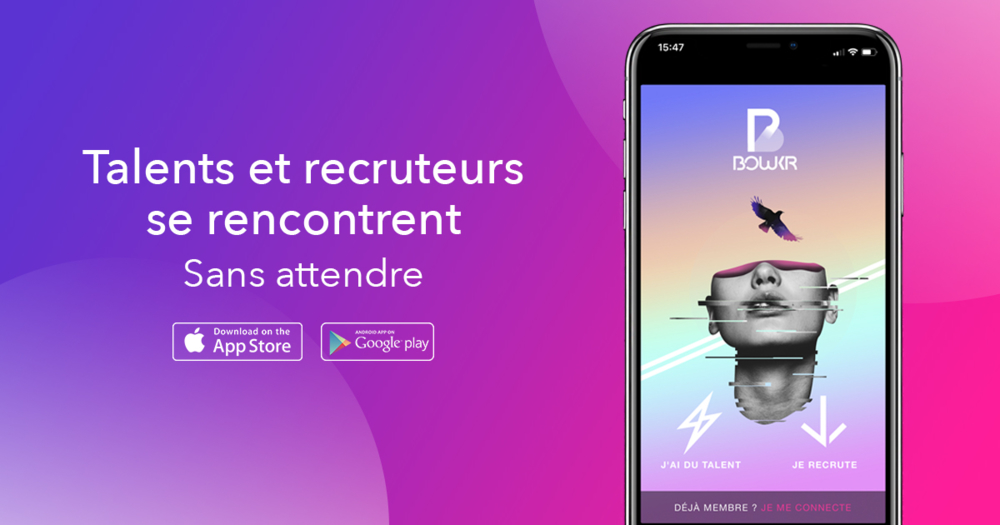 Talents et recruteurs
se rencontrent
Sans attendre
Download on the
App Store
ANDROID APP ON
Google play
15:47
BOWKR
J'AI DU TALENT
JE RECRUTE
DÉJÀ MEMBRE ? JE ME CONNECTE